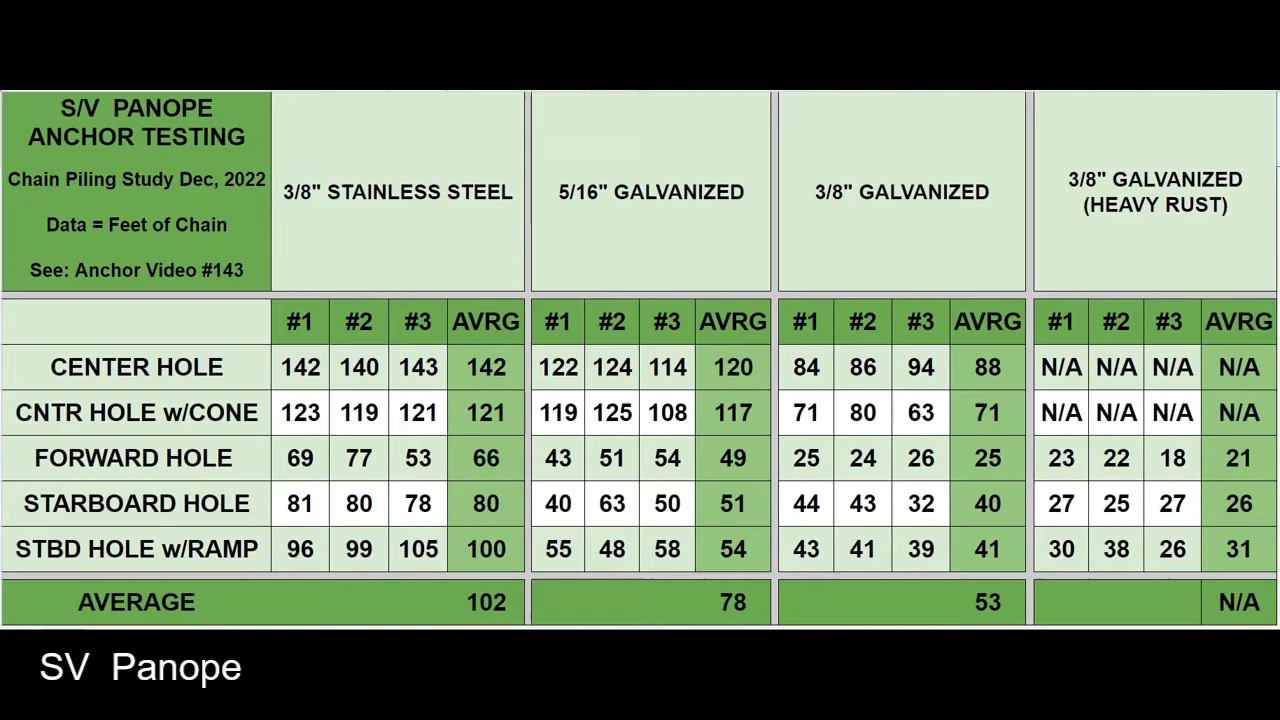 S/V PANOPE
ANCHOR TESTING
Chain Piling Study Dec, 2022
Data = Feet of Chain
See: Anchor Video #143
3/8" STAINLESS STEEL
5/16" GALVANIZED
3/8" GALVANIZED
3/8" GALVANIZED
(HEAVY RUST)
#1 #2 #3 AVRG #1 #2 #3 AVRG #1 #2 #3 AVRG #1 #2 #3 AVRG
CENTER HOLE 142 140 143 142 122 124 114 120 84 86 94 88 N/A N/A N/A N/A
CNTR HOLE w/CONE 123 119 121 121 119 125 108 117 71 80 63 71 N/A N/A N/A N/A
FORWARD HOLE 69 77 53 66 43 51 54 49 25 24 26 25 23 22 18 21
STARBOARD HOLE 81 80 78 80 40 63 50 51 44 43 32 40 27 25 27 26
STBD HOLE w/RAMP 96 99 105 100 55 48 58 54 43 41 39 41 30 38 26 31
AVERAGE 102 78 53 N/A
SV Panope